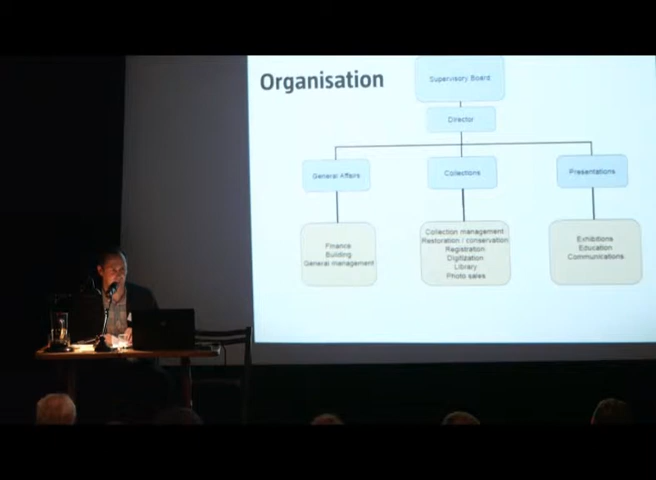 Organisation
Supervisory Board
Director
General Affairs
Collections
Presentations
Finance
Building
General management
Collection management
Restoration / conservation
Registration
Digitization
Library
Photo sales
Exhibitions
Education
Communications